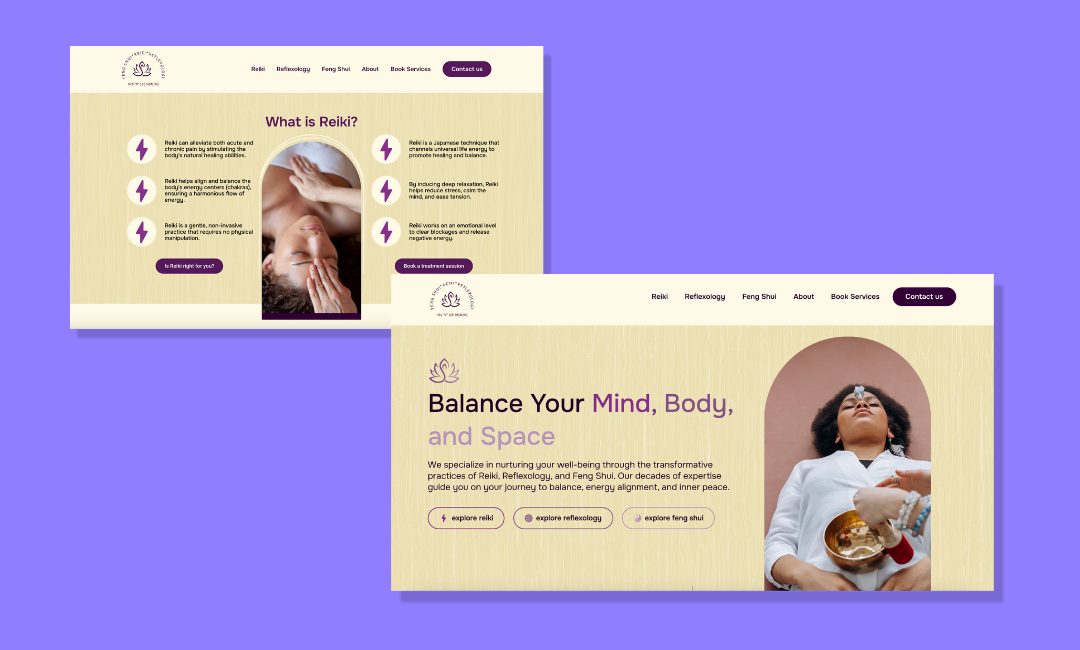 FENG SHUI*REIKI*REFLEXOLOGY
Reiki Reflexology Feng Shui About Book Services Contact us
What is Reiki?
Reiki can alleviate both acute and
chronic pain by stimulating the
body's natural healing abilities.
Reiki helps align and balance the
body's energy centers (chakras),
ensuring a harmonious flow of
energy.
Reiki is a gentle, non-invasive
practice that requires no physical
manipulation.
Is Reiki right for you?
Reiki is a Japanese technique that
channels universal life energy to
promote healing and balance.
By inducing deep relaxation, Reiki
helps reduce stress, calm the
mind, and ease tension.
Reiki works on an emotional level
to clear blockages and release
negative energy.
Book a treatment session
FENG SHUI*REIKI*REFLEXOLOGY
Reiki Reflexology Feng Shui About Book Services Contact us
Balance Your Mind, Body,
and Space
We specialize in nurturing your well-being through the transformative
practices of Reiki, Reflexology, and Feng Shui. Our decades of expertise
guide you on your journey to balance, energy alignment, and inner peace.
explore reiki explore reflexology explore feng shui